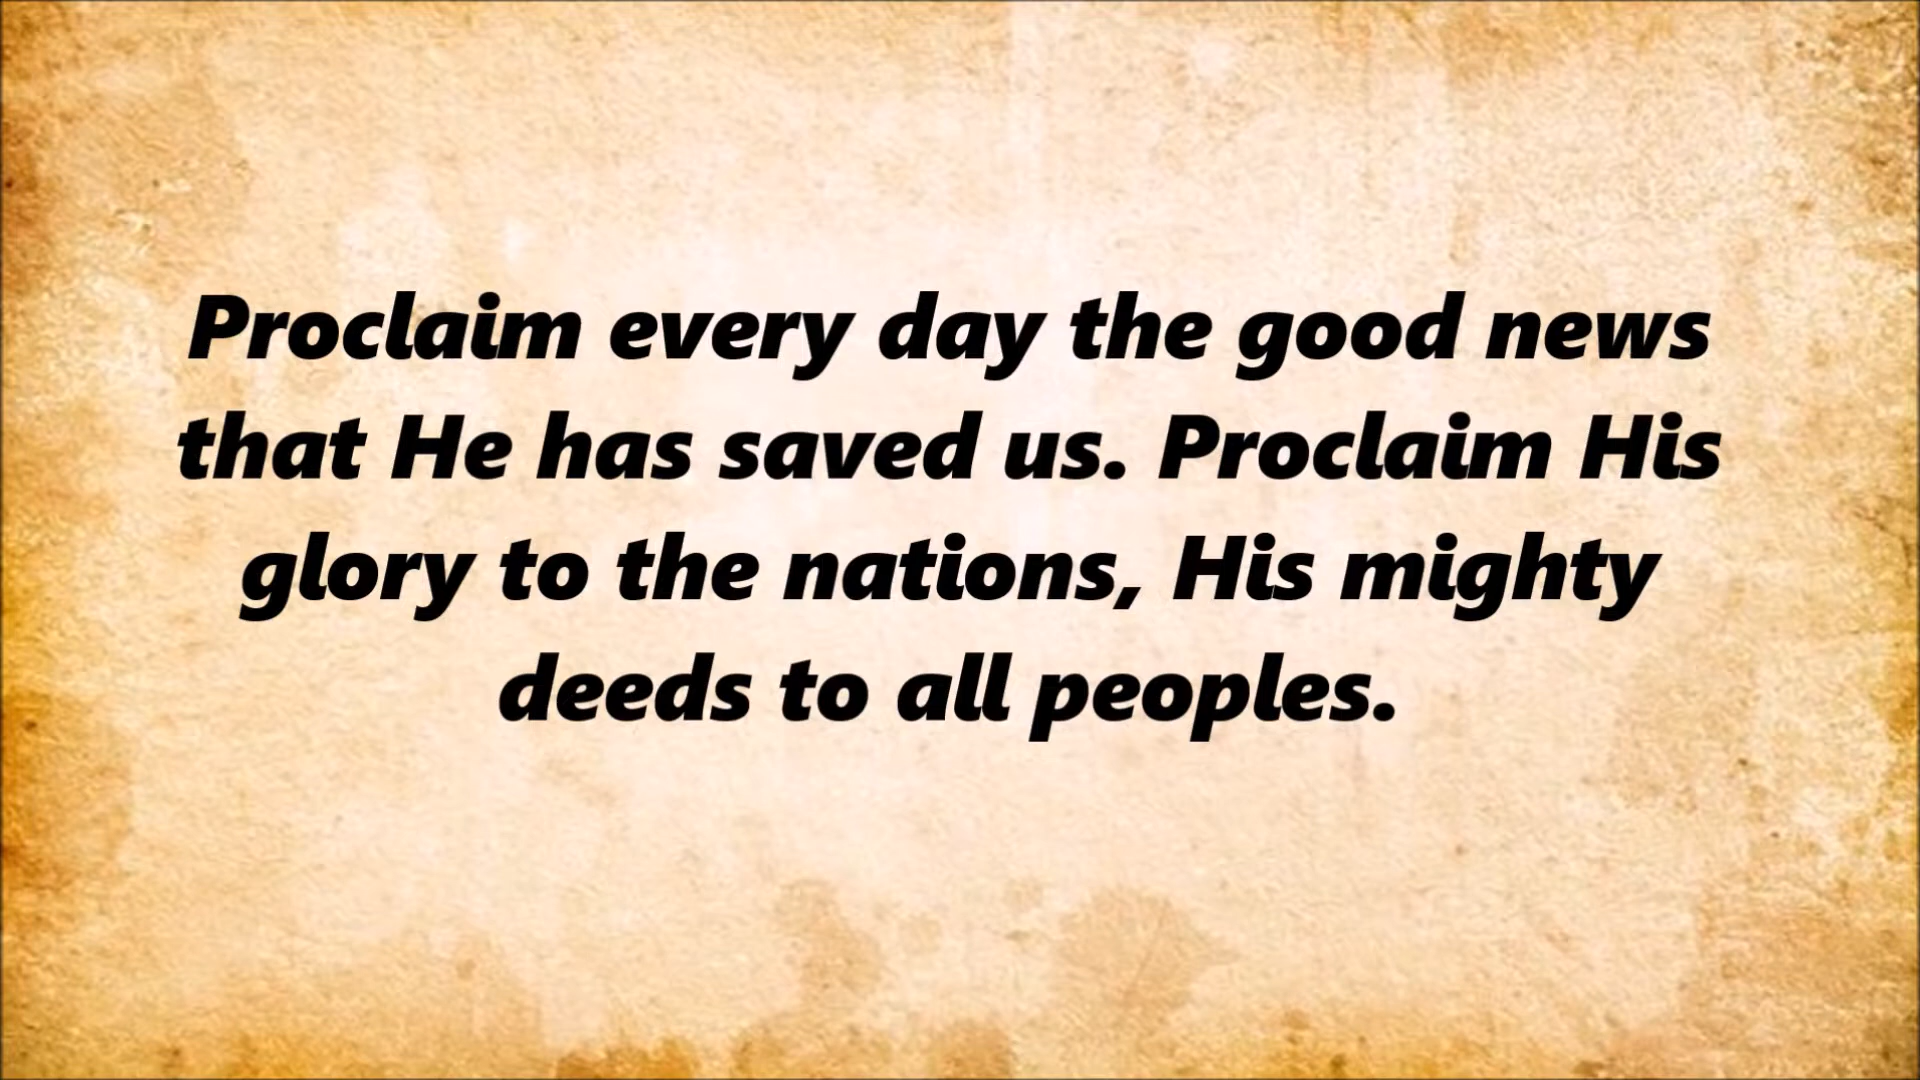 Proclaim every day the good news
that He has saved us. Proclaim His
glory to the nations, His mighty
deeds to all peoples.